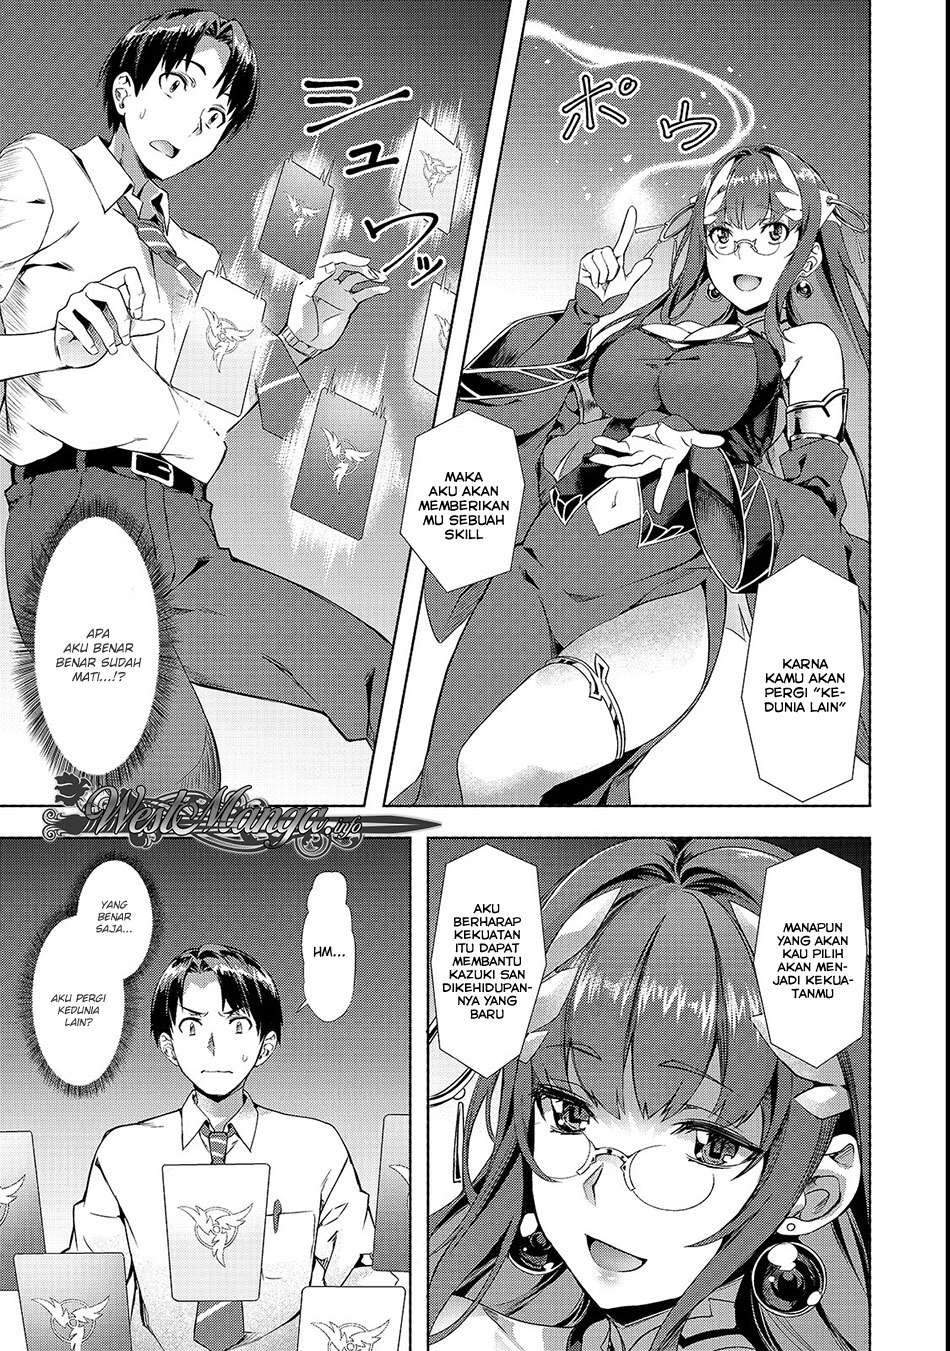 ポウ
KARNA
KAMU AKAN
PERGI "KE-
DUNIA LAIN"
MAKA
AKU AKAN
MEMBERIKAN
MU SEBUAH
SKILL
シュッ
APA
AKU BENAR
BENAR SUDAH
MATI...!?
WestManga.info
MANAPUN
YANG AKAN
KAU PILIH
AKAN MEN-
JADI KEKUA-
TANMU
AKU
BERHARAP
KEKUATAN
ITU DAPAT
MEMBANTU
KAZUKI SAN
DIKEHIDUPAN-
NYA YANG
BARU
HM...
YANG
BENAR
SAJA...
AKU PERGI
KEDUNIA
LAIN?